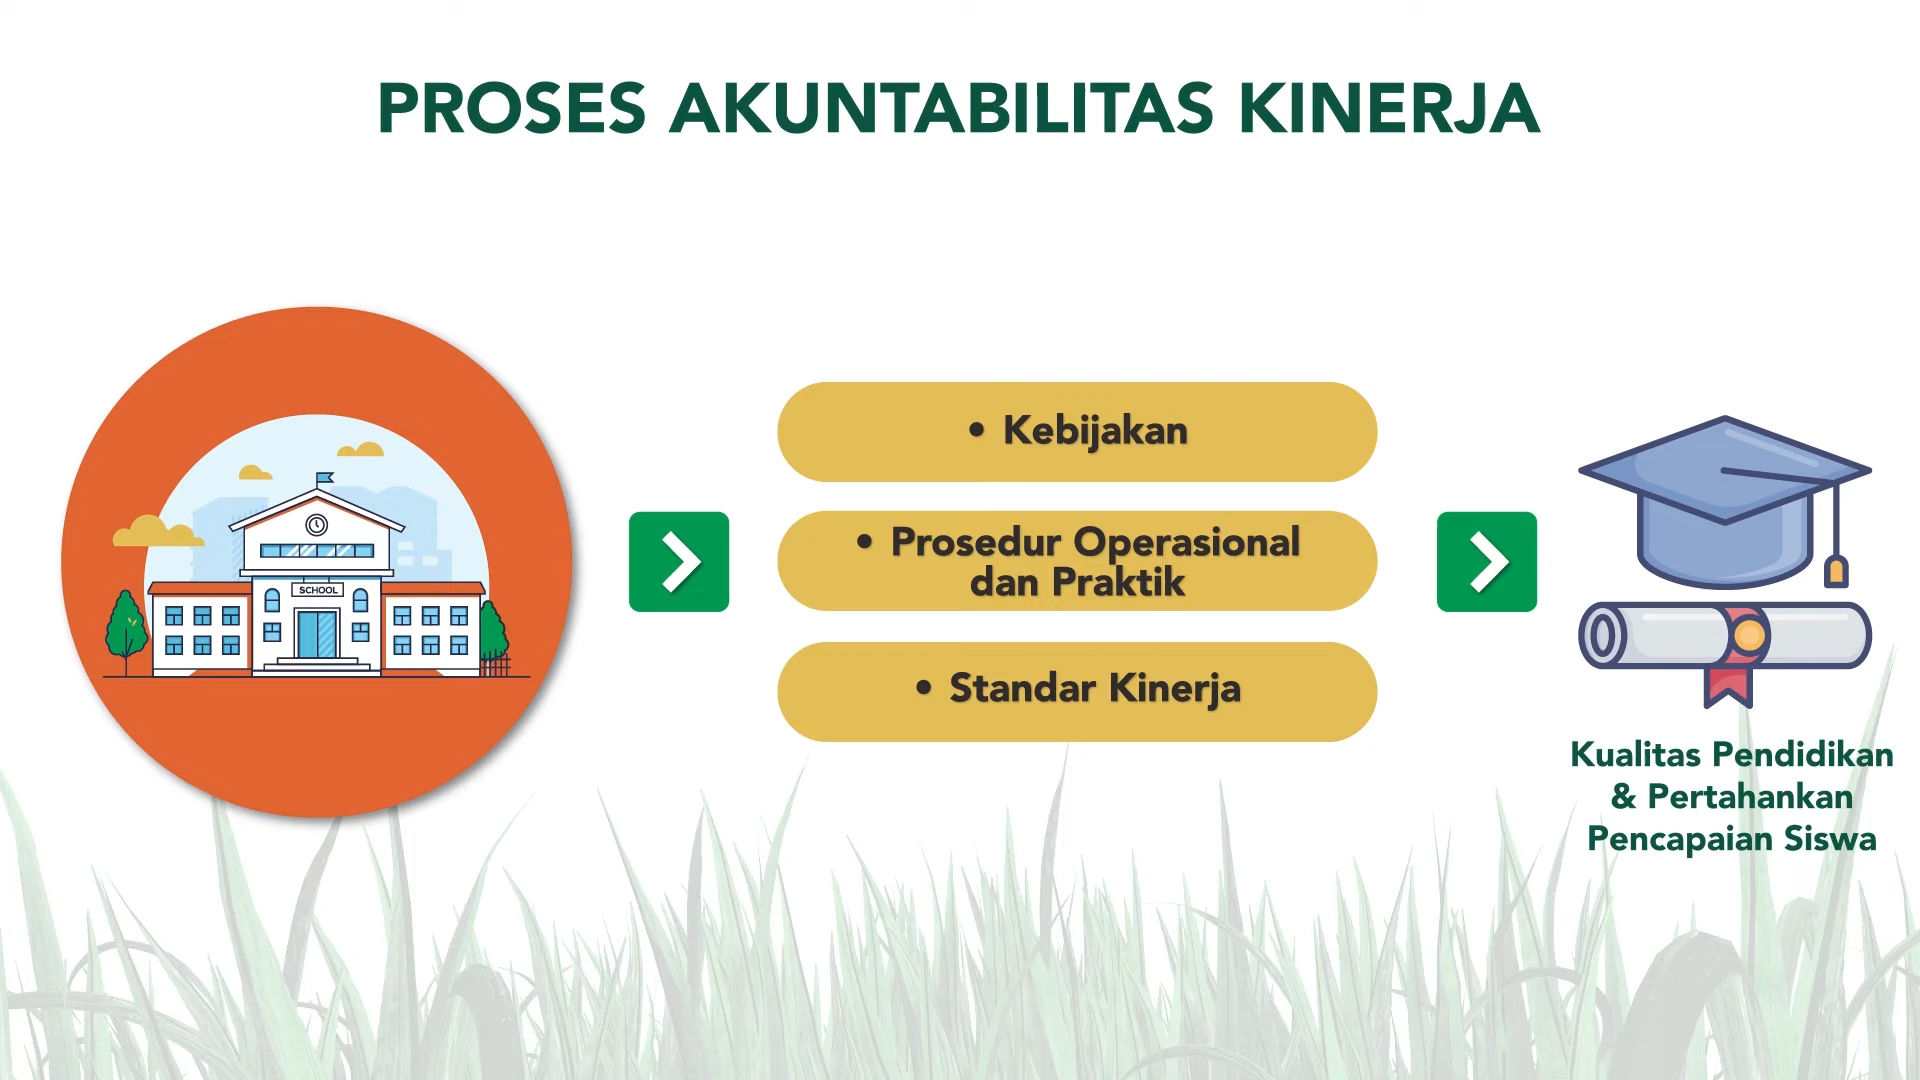 PROSES AKUNTABILITAS KINERJA
SCHOOL
• Kebijakan
• Prosedur Operasional
dan Praktik
• Standar Kinerja
Kualitas Pendidikan
& Pertahankan
Pencapaian Siswa